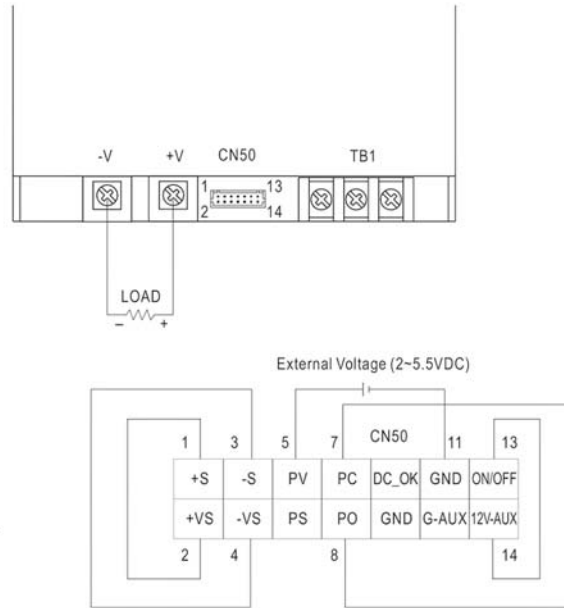 -V +V CN50 TB1
1 13
2 14
LOAD
– +
External Voltage (2~5.5VDC)
1 3 5 7 CN50 11 13
+S -S PV PC DC_OK GND ON/OFF
+VS -VS PS PO GND G-AUX 12V-AUX
2 4 8 14